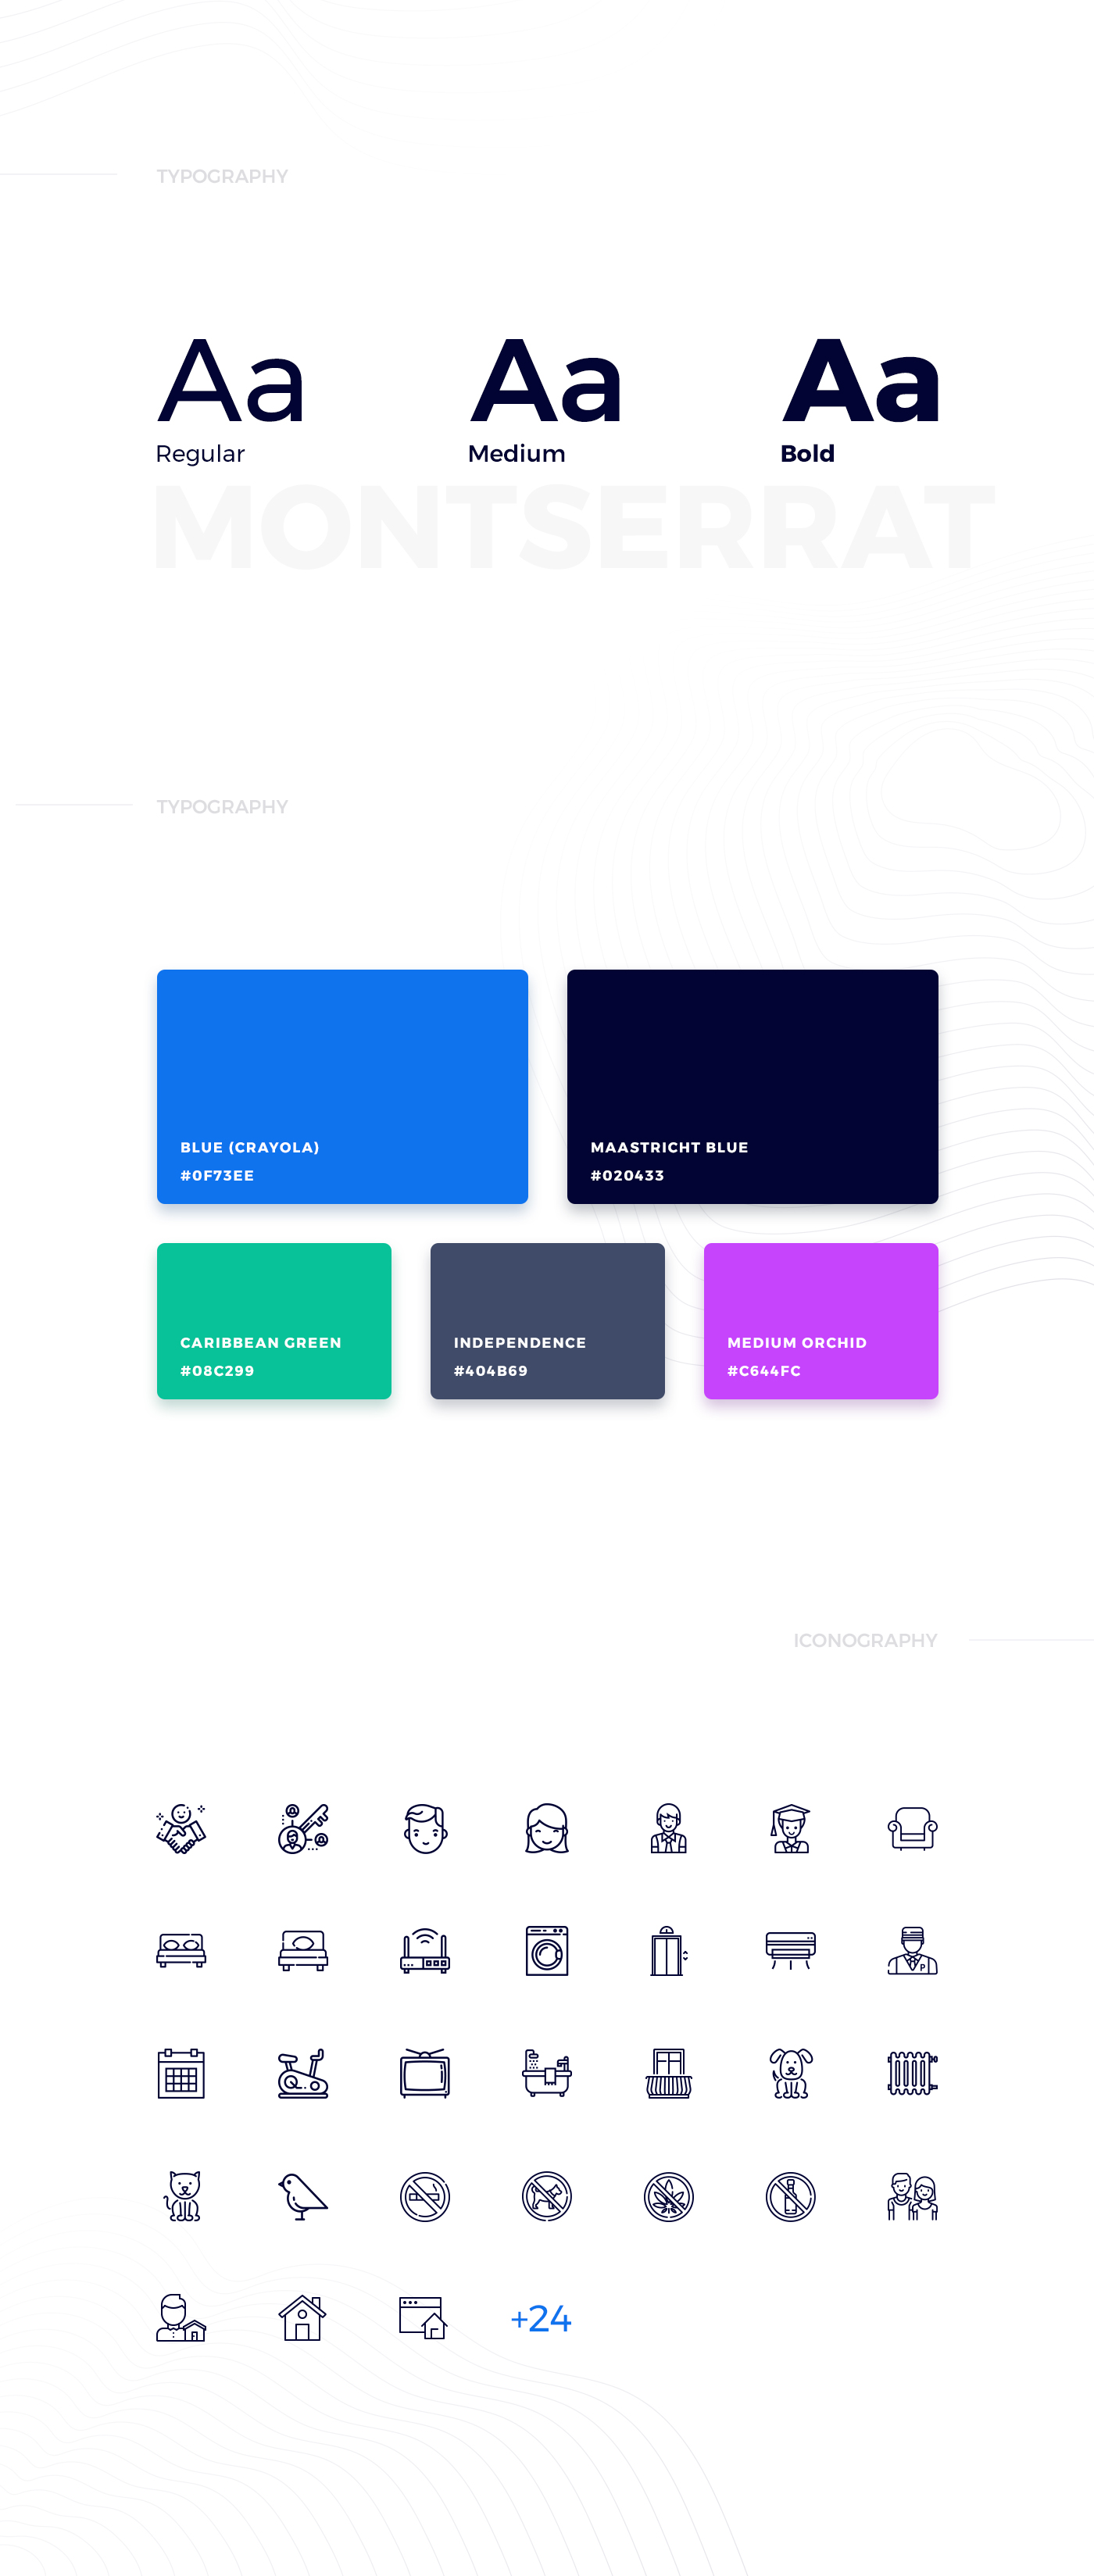 TYPOGRAPHY
Aa Aa Aa
Regular Medium Bold
MONTSERRAT
TYPOGRAPHY
BLUE (CRAYOLA)
#0F73EE
MAASTRICHT BLUE
#020433
CARIBBEAN GREEN
#08C299
INDEPENDENCE
#404B69
MEDIUM ORCHID
#C644FC
ICONOGRAPHY
P
+24